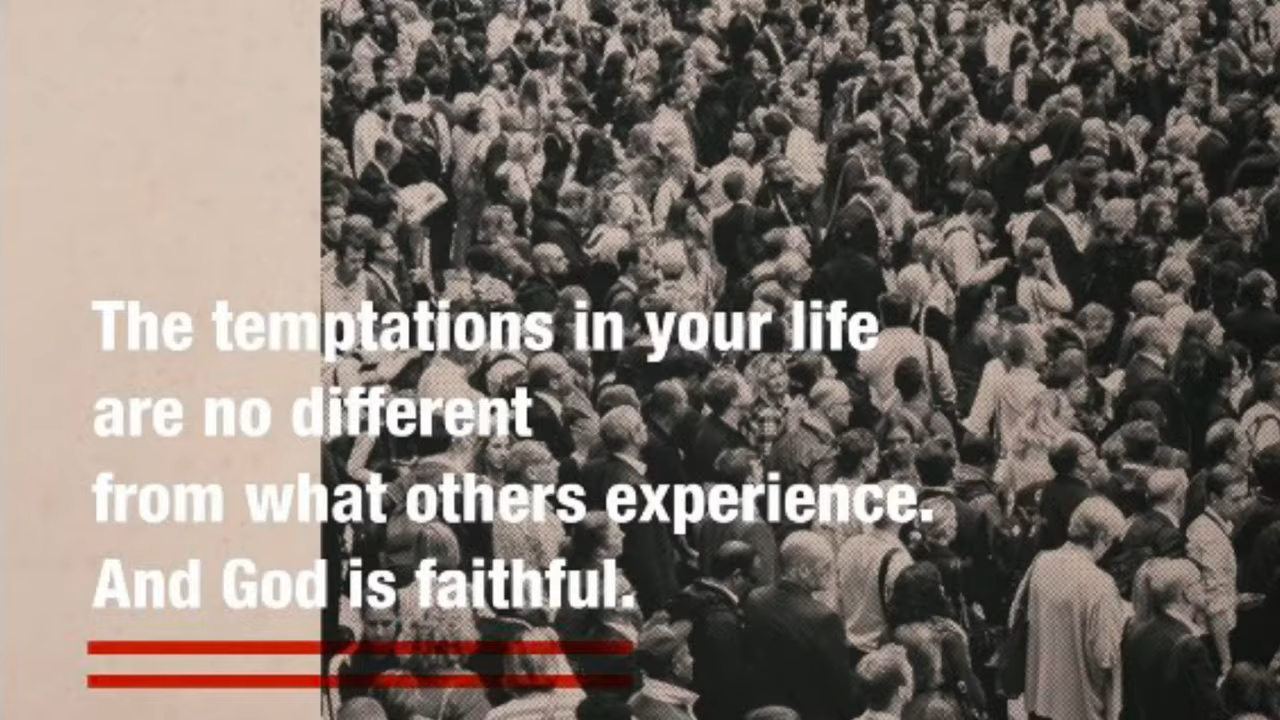 The temptations in your life
are no different
from what others experience.
And God is faithful.